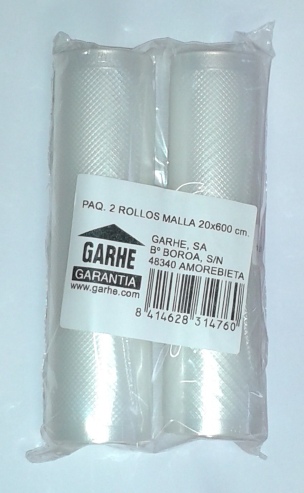 PAQ. 2 ROLLOS MALLA 20x600 cm.
GARHE
GARANTIA
www.garhe.com
GARHE, SA
Bº BOROA, S/N
48340 AMOREBIETA
8 414628 314760